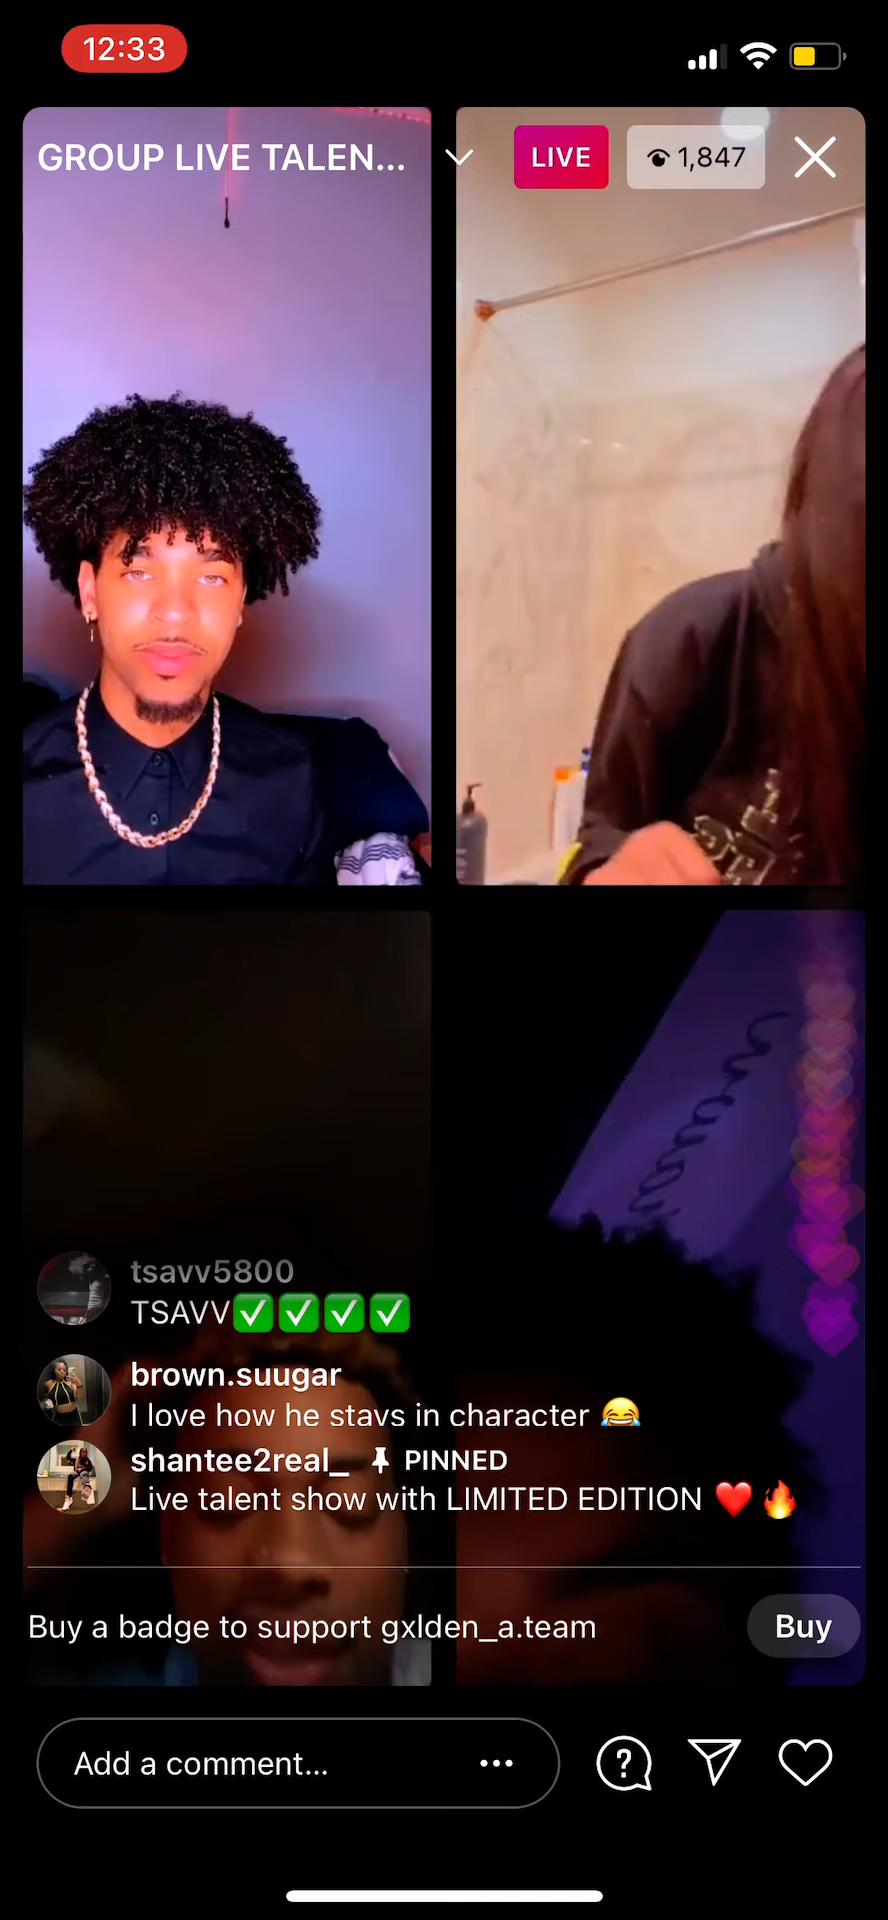 12:33
GROUP LIVE TALEN...
LIVE
1,847
tsavv5800
TSAVV✅✅✅✅
brown.suugar
I love how he stays in character 😂
shantee2real_ 📌 PINNED
Live talent show with LIMITED EDITION ❤️ 🔥
Buy a badge to support gxlden_a.team
Buy
Add a comment...